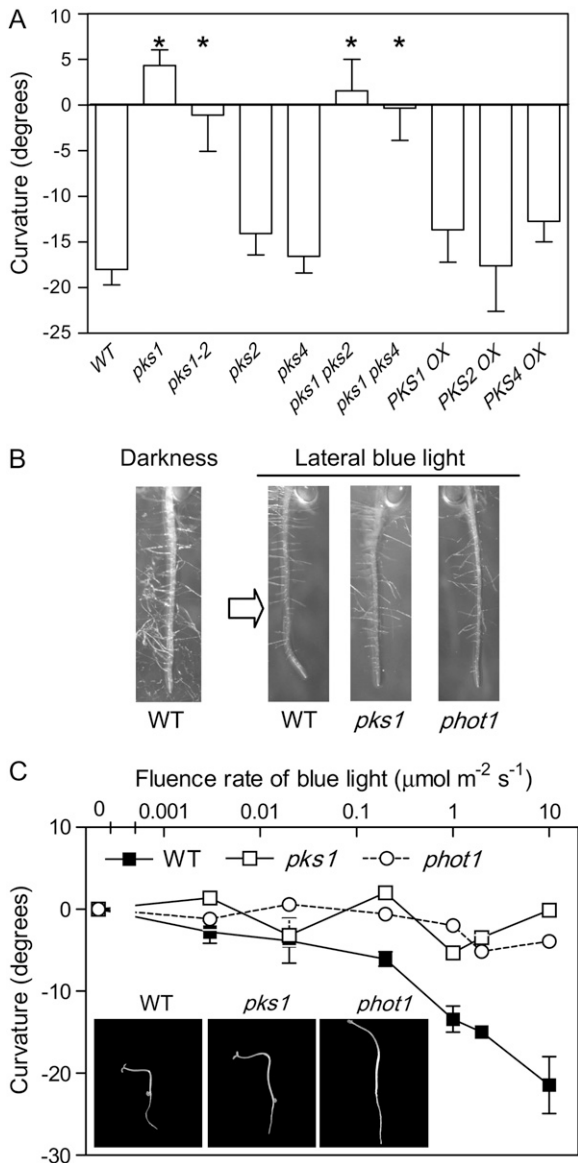 A
Curvature (degrees)
10
5
0
-5
-10
-15
-20
-25
* * * *
WT pks1 pks1-2 pks2 pks4 pks1 pks2 pks1 pks4 PKS1 OX PKS2 OX PKS4 OX
B
Darkness Lateral blue light
WT WT pks1 phot1
C
Fluence rate of blue light (μmol m⁻² s⁻¹)
0 0.001 0.01 0.1 1 10
Curvature (degrees)
10
0
-10
-20
-30
WT pks1 phot1
WT pks1 phot1